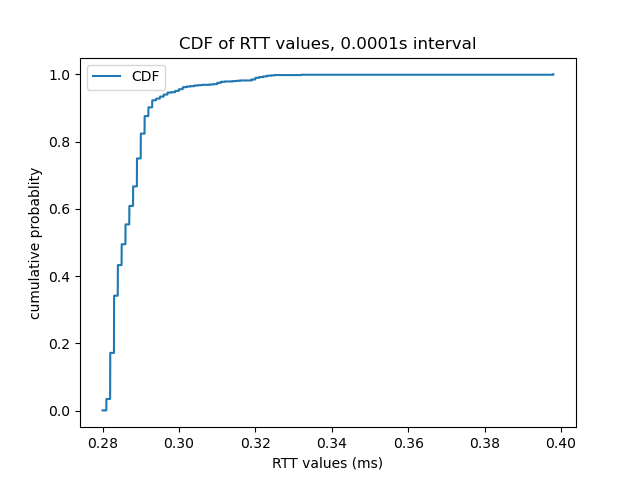 CDF of RTT values, 0.0001s interval
CDF
1.0
0.8
0.6
0.4
0.2
0.0
cumulative probablity
0.28 0.30 0.32 0.34 0.36 0.38 0.40
RTT values (ms)